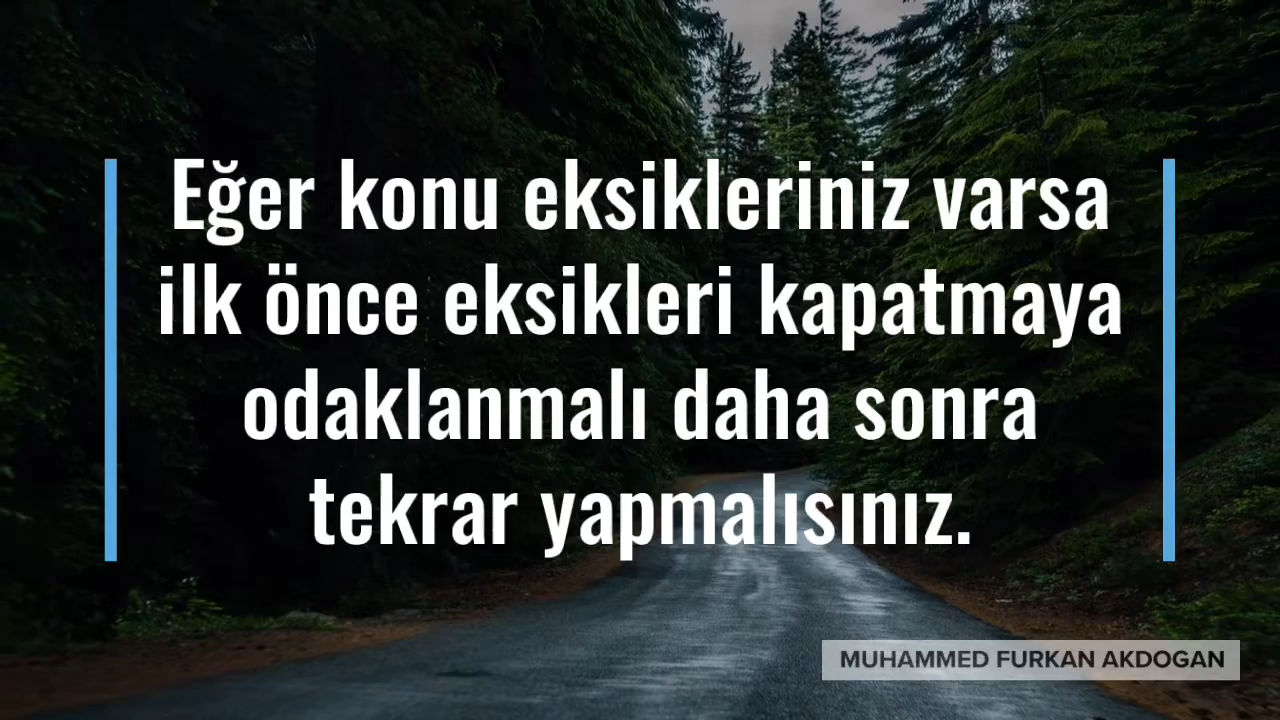 Eğer konu eksikleriniz varsa
ilk önce eksikleri kapatmaya
odaklanmalı daha sonra
tekrar yapmalısınız.
MUHAMMED FURKAN AKDOGAN